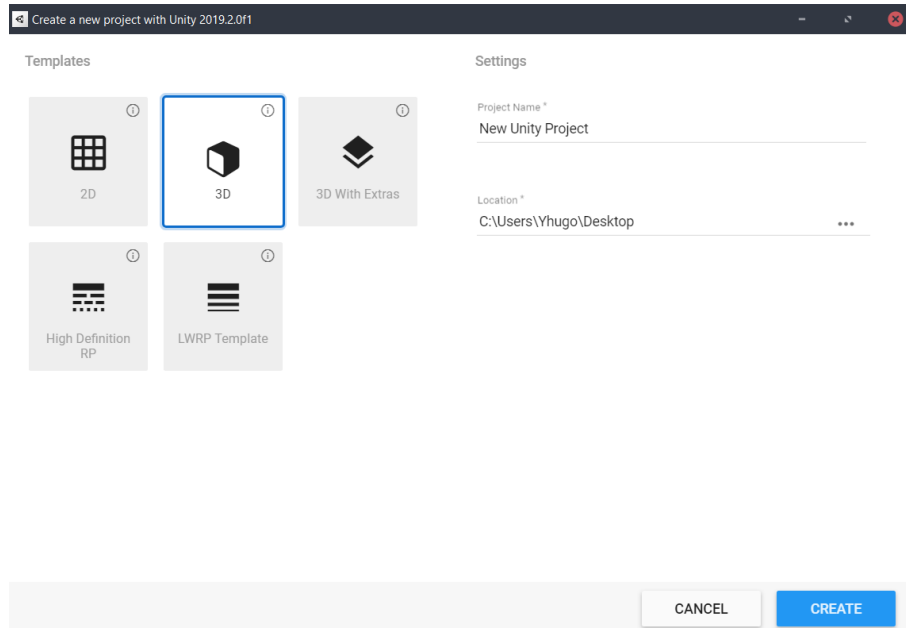 Create a new project with Unity 2019.2.0f1
Templates
Settings
2D
3D
3D With Extras
High Definition
RP
LWRP Template
Project Name *
New Unity Project
Location *
C:\Users\Yhugo\Desktop
CANCEL
CREATE